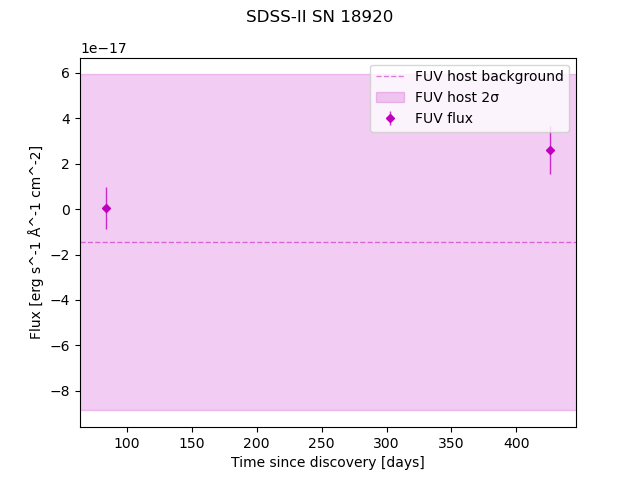 SDSS-II SN 18920
1e−17
FUV host background
FUV host 2σ
FUV flux
6
4
2
0
−2
−4
−6
−8
Flux [erg s^-1 Å^-1 cm^-2]
100
150
200
250
300
350
400
Time since discovery [days]